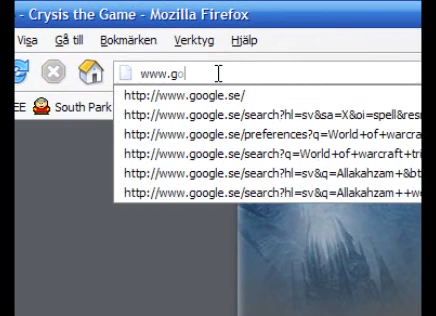 - Crysis the Game - Mozilla Firefox
Visa Gå till Bokmärken Verktyg Hjälp
www.go
EE South Park
http://www.google.se/
http://www.google.se/search?hl=sv&sa=X&oi=spell&res
http://www.google.se/preferences?q=World+of+warcra
http://www.google.se/search?q=World+of+warcraft+tri
http://www.google.se/search?hl=sv&q=Allakahzam+&bt
http://www.google.se/search?hl=sv&q=Allakahzam++w